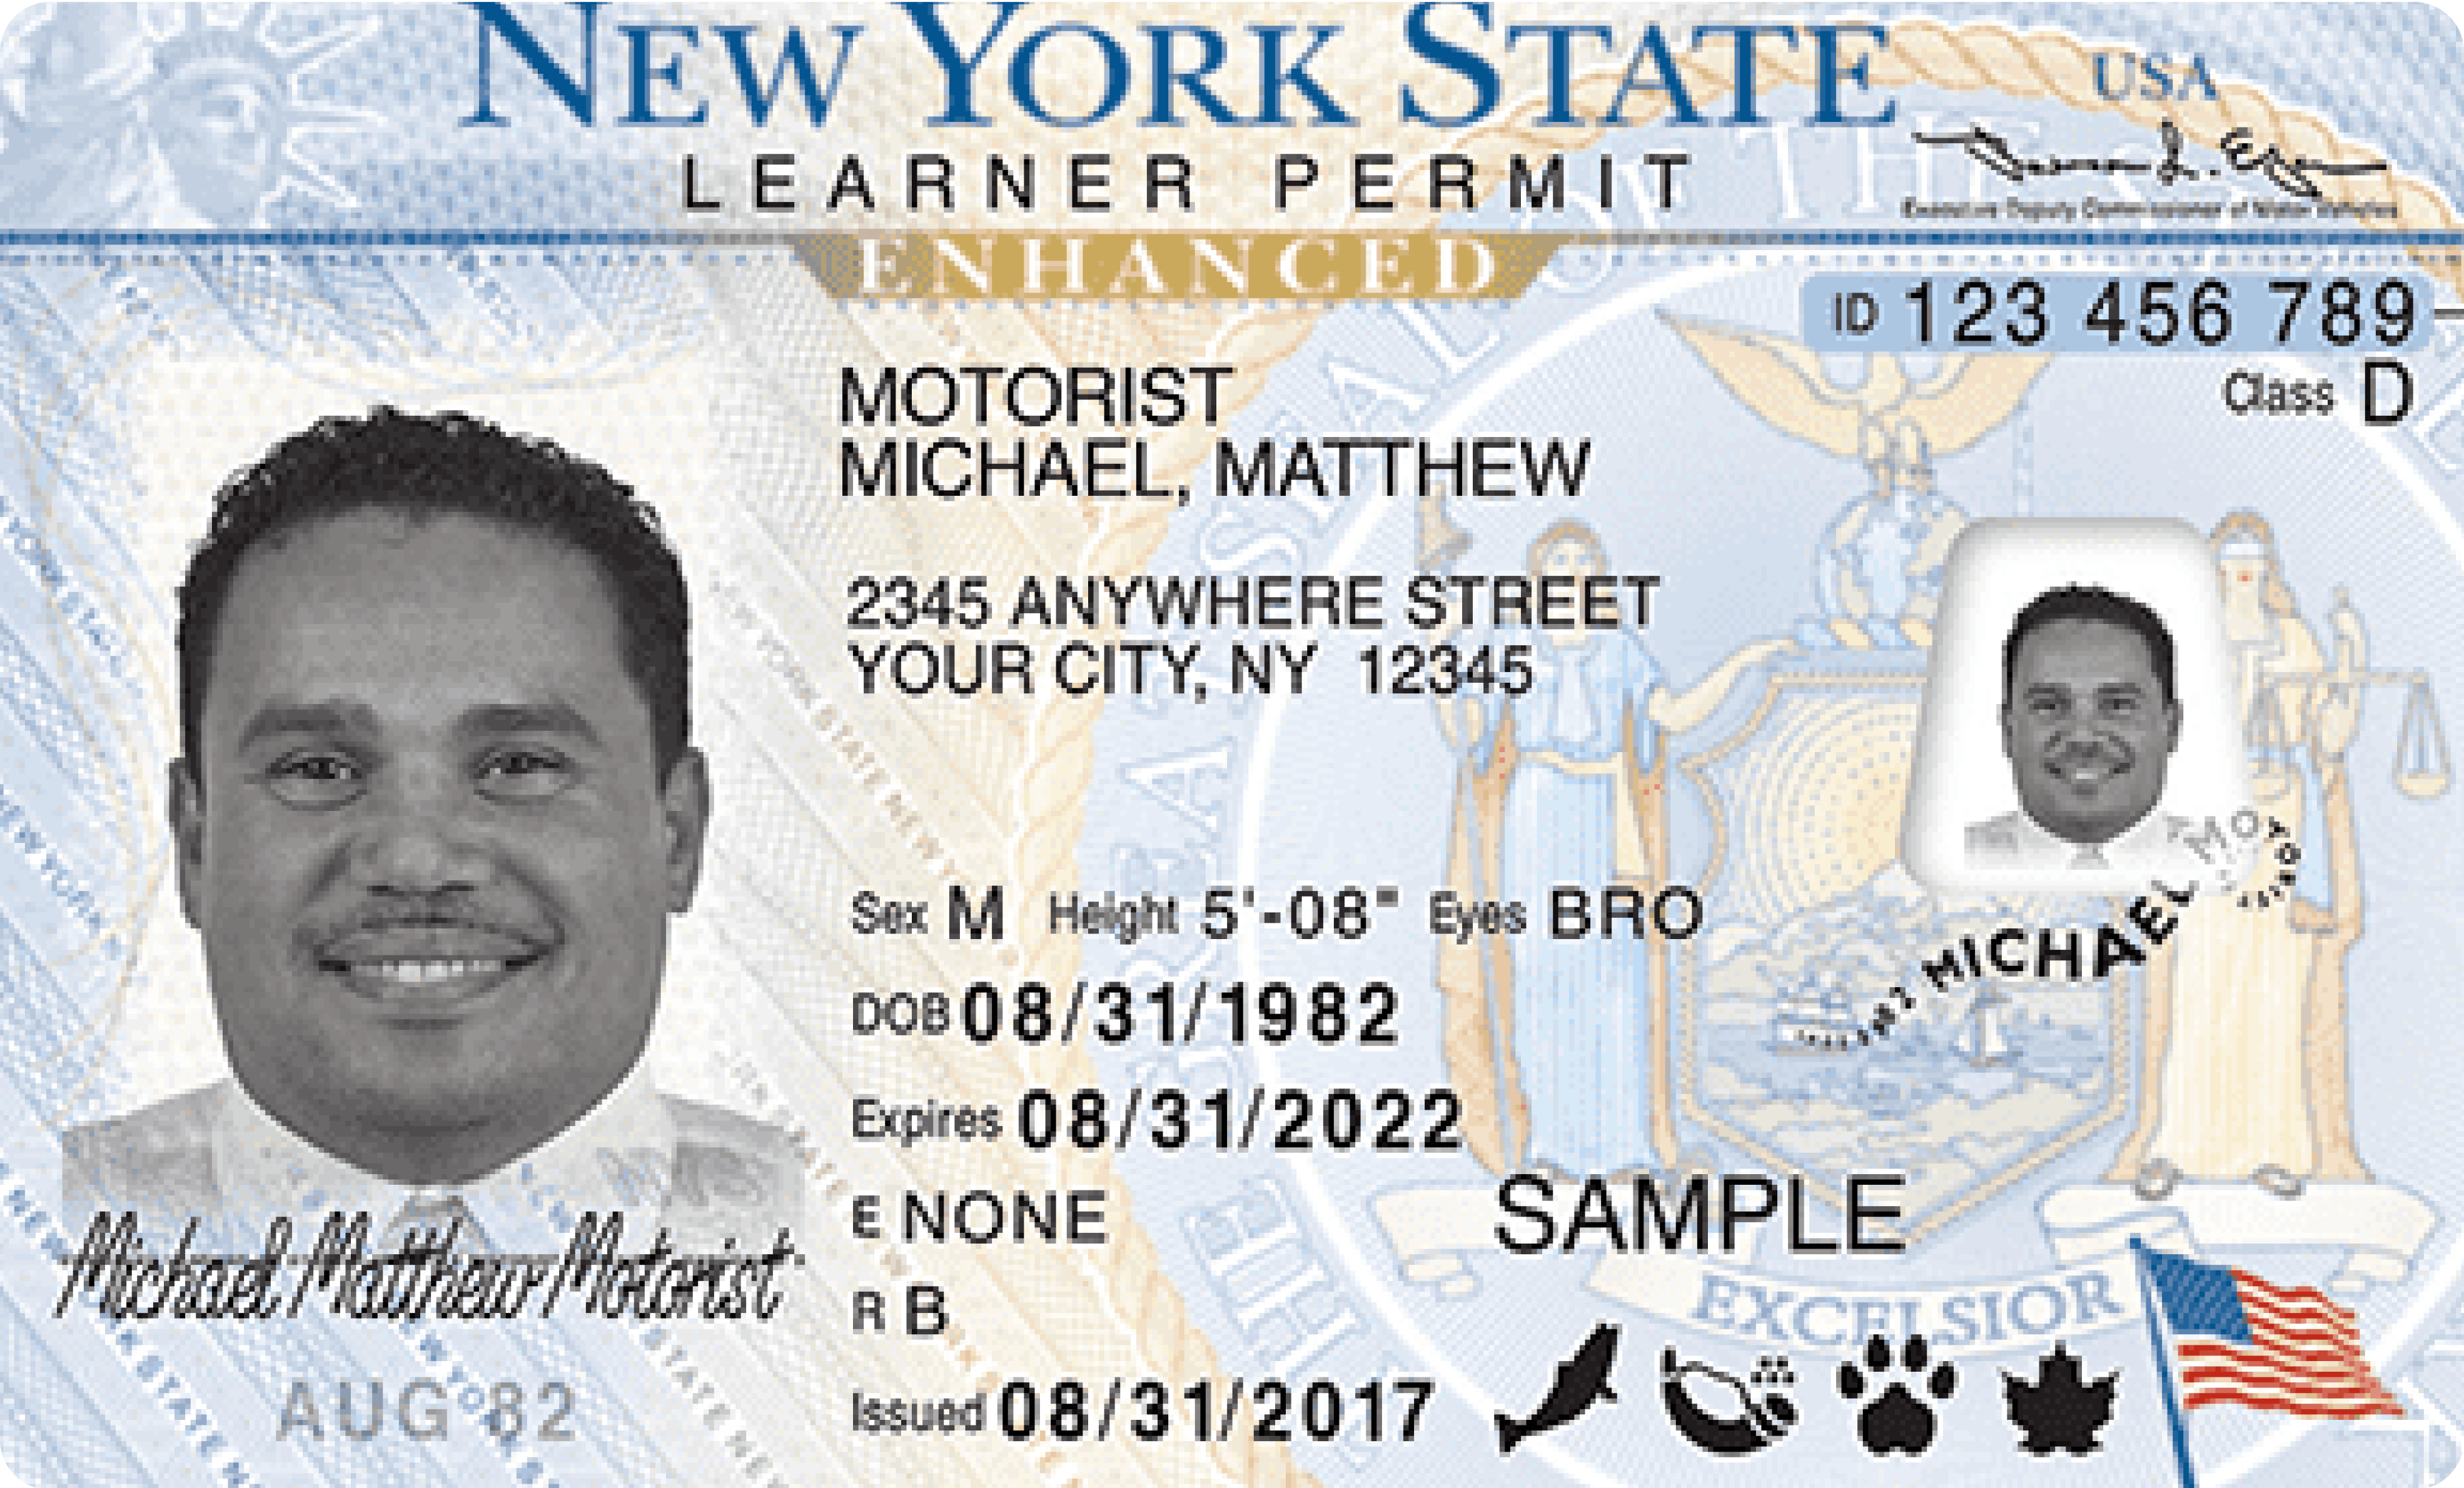 NEW YORK STATE
USA
LEARNER PERMIT
Executive Deputy Commissioner of Motor Vehicles
ENHANCED
ID 123 456 789
Class D
MOTORIST
MICHAEL, MATTHEW
2345 ANYWHERE STREET
YOUR CITY, NY 12345
Sex M Height 5'-08" Eyes BRO
DOB 08/31/1982
Expires 08/31/2022
E NONE
R B
Issued 08/31/2017
SAMPLE
EXCELSIOR
MICHAEL
Michael Matthew Motorist
AUG 82